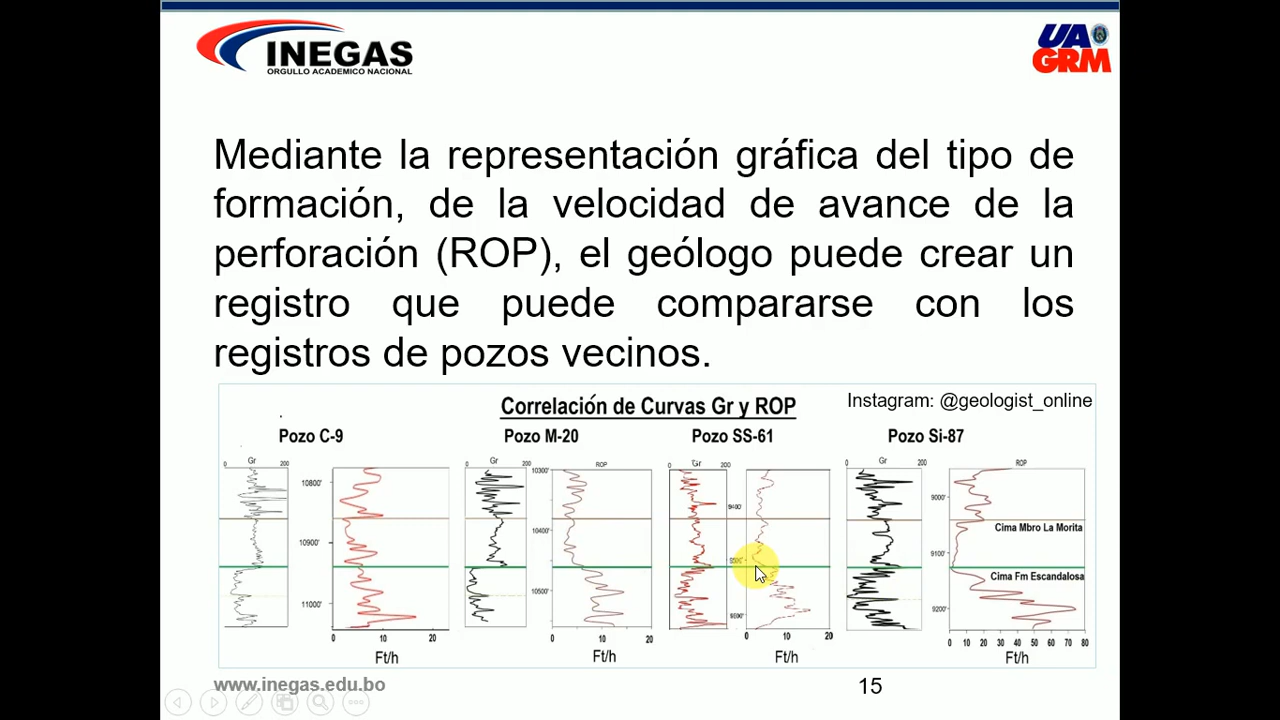 INEGAS
ORGULLO ACADEMICO NACIONAL
UA
GRM
Mediante la representación gráfica del tipo de
formación, de la velocidad de avance de la
perforación (ROP), el geólogo puede crear un
registro que puede compararse con los
registros de pozos vecinos.
Correlación de Curvas Gr y ROP
Instagram: @geologist_online
Pozo C-9 Pozo M-20 Pozo SS-61 Pozo Si-87
0 Gr 200 0 Gr 200 ROP 0 Gr 200 0 Gr 200 ROP
10800' 10300' 9400' 9000'
Cima Mbro La Morita
10900' 10400' 9500' 9100'
Cima Fm Escandalosa
11000' 10500' 9200'
0 10 20 0 10 20 0 10 20 0 10 20 30 40 50 60 70 80
Ft/h Ft/h Ft/h Ft/h
www.inegas.edu.bo 15